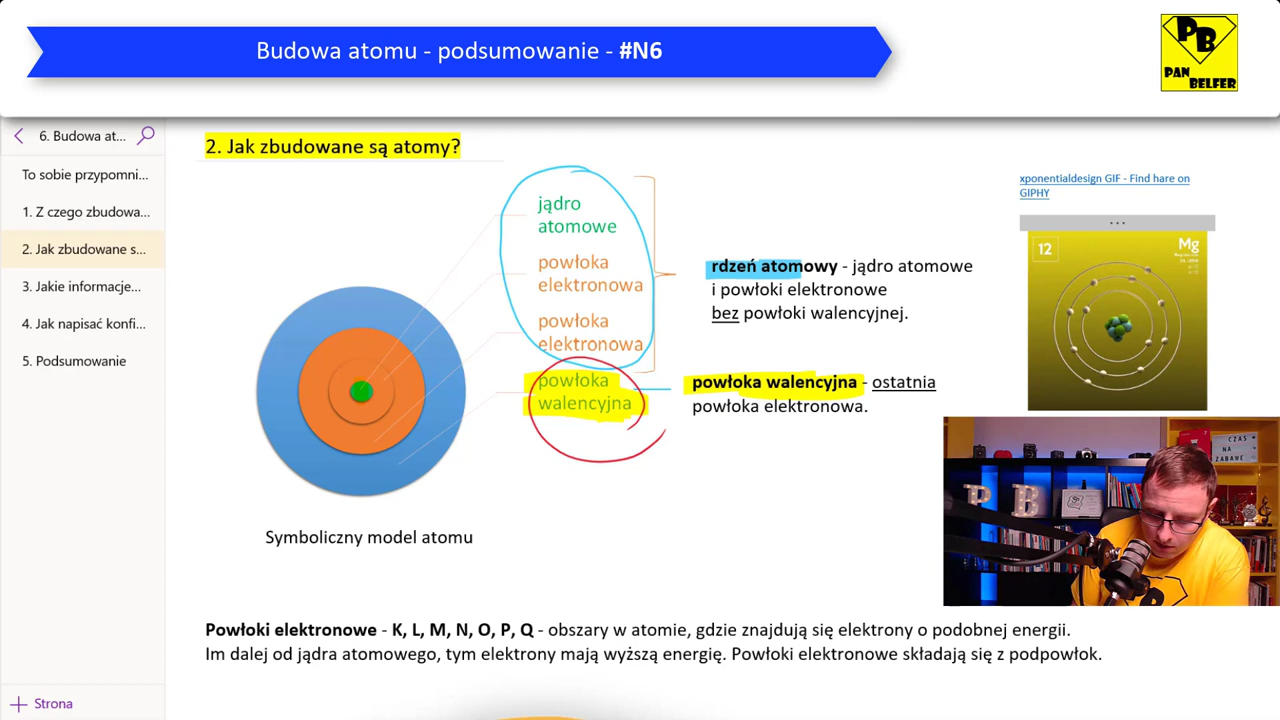 Budowa atomu - podsumowanie - #N6
PB
PAN
BELFER
6. Budowa at...
To sobie przypomni...
1. Z czego zbudowa...
2. Jak zbudowane s...
3. Jakie informacje...
4. Jak napisać konfi...
5. Podsumowanie
Strona
2. Jak zbudowane są atomy?
jądro
atomowe
powłoka
elektronowa
powłoka
elektronowa
powłoka
walencyjna
rdzeń atomowy - jądro atomowe
i powłoki elektronowe
bez powłoki walencyjnej.
powłoka walencyjna - ostatnia
powłoka elektronowa.
xponentialdesign GIF - Find hare on
GIPHY
12
Mg
CZAS
NA
ZABAWĘ
P B
Symboliczny model atomu
Powłoki elektronowe - K, L, M, N, O, P, Q - obszary w atomie, gdzie znajdują się elektrony o podobnej energii.
Im dalej od jądra atomowego, tym elektrony mają wyższą energię. Powłoki elektronowe składają się z podpowłok.